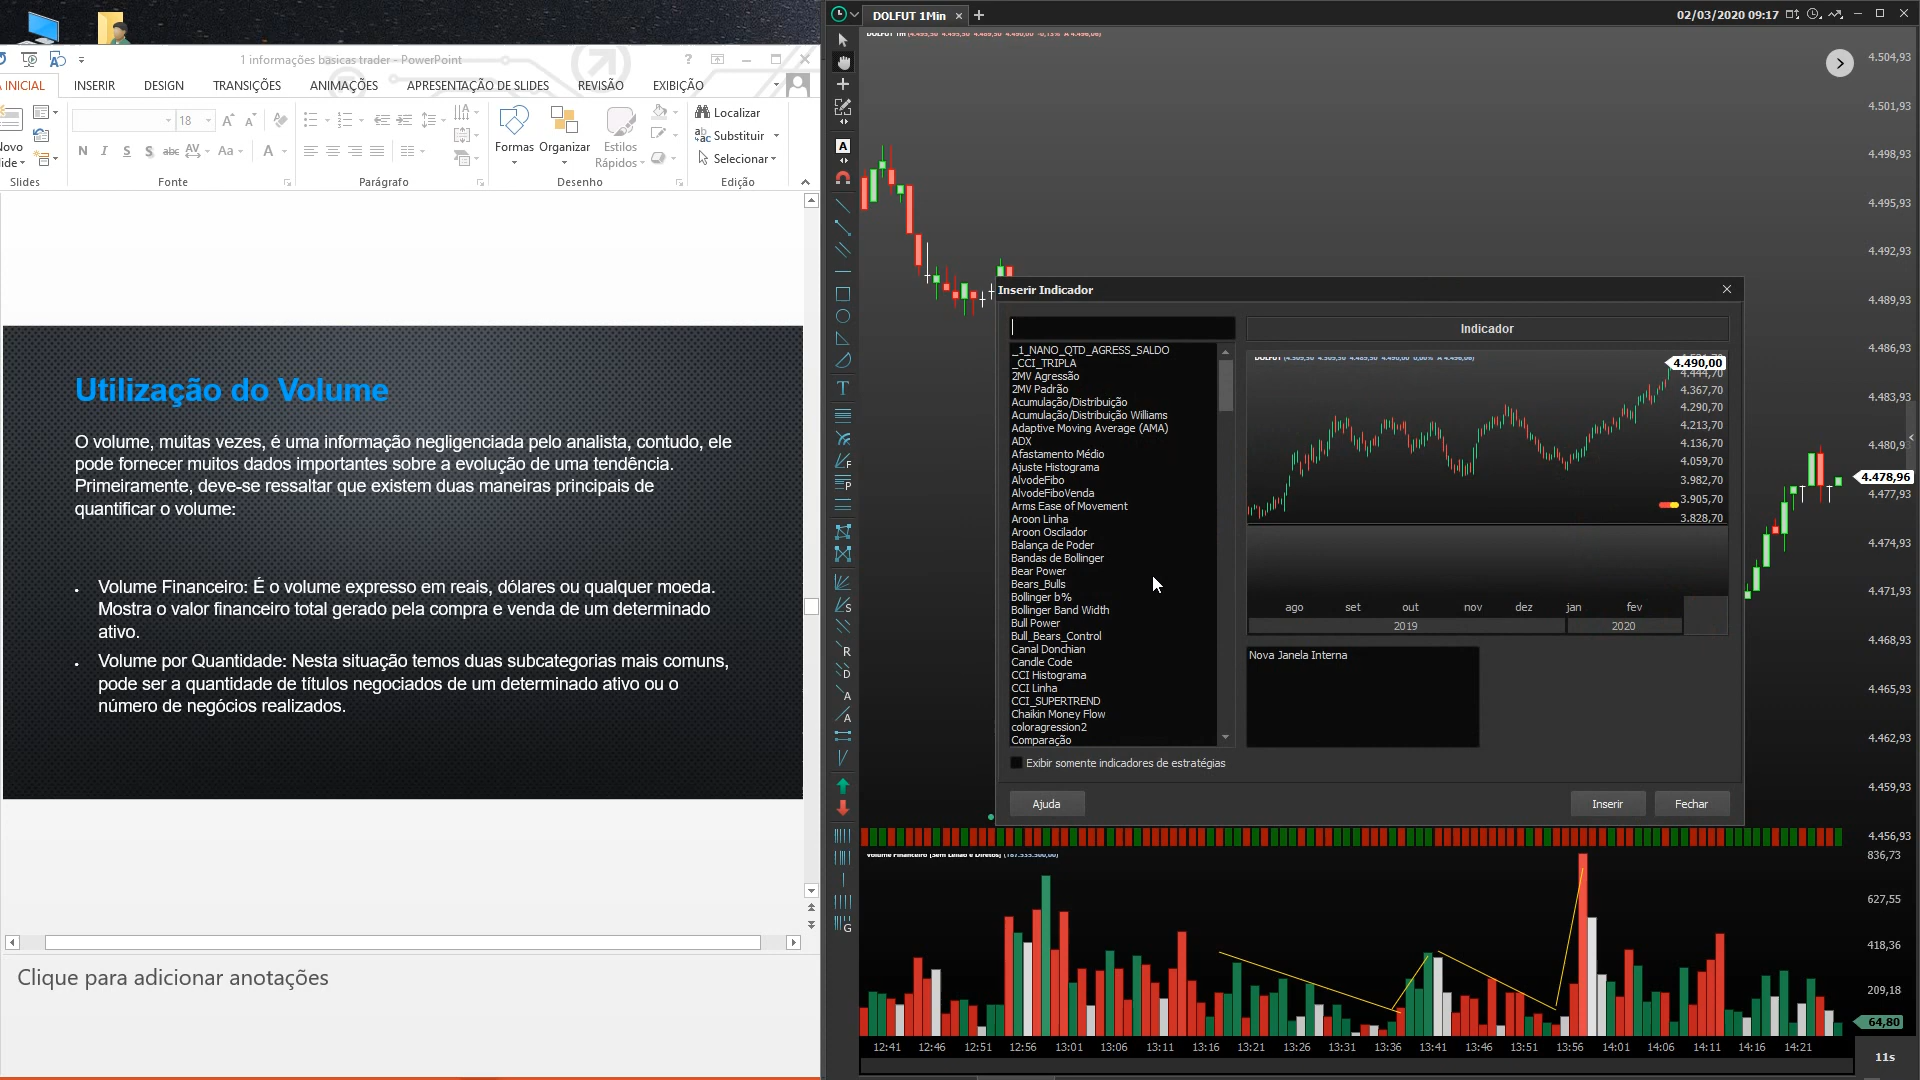 1 informações básicas trader - PowerPoint
INICIAL
INSERIR
DESIGN
TRANSIÇÕES
ANIMAÇÕES
APRESENTAÇÃO DE SLIDES
REVISÃO
EXIBIÇÃO
18
Localizar
Substituir
Selecionar
Formas
Organizar
Estilos
Rápidos
Slides
Fonte
Parágrafo
Desenho
Edição
Utilização do Volume
O volume, muitas vezes, é uma informação negligenciada pelo analista, contudo, ele
pode fornecer muitos dados importantes sobre a evolução de uma tendência.
Primeiramente, deve-se ressaltar que existem duas maneiras principais de
quantificar o volume:
• Volume Financeiro: É o volume expresso em reais, dólares ou qualquer moeda.
Mostra o valor financeiro total gerado pela compra e venda de um determinado
ativo.
• Volume por Quantidade: Nesta situação temos duas subcategorias mais comuns,
pode ser a quantidade de títulos negociados de um determinado ativo ou o
número de negócios realizados.
Clique para adicionar anotações
DOLFUT 1Min
02/03/2020 09:17
4.504,93
4.501,93
4.498,93
4.495,93
4.492,93
4.489,93
4.486,93
4.483,93
4.480,9
4.478,96
4.477,93
4.474,93
4.471,93
4.468,93
4.465,93
4.462,93
4.459,93
4.456,93
Inserir Indicador
_1_NANO_QTD_AGRESS_SALDO
_CCI_TRIPLA
2MV Agressão
2MV Padrão
Acumulação/Distribuição
Acumulação/Distribuição Williams
Adaptive Moving Average (AMA)
ADX
Afastamento Médio
Ajuste Histograma
AlvodeFibo
AlvodeFiboVenda
Arms Ease of Movement
Aroon Linha
Aroon Oscilador
Balança de Poder
Bandas de Bollinger
Bear Power
Bears_Bulls
Bollinger b%
Bollinger Band Width
Bull Power
Bull_Bears_Control
Canal Donchian
Candle Code
CCI Histograma
CCI Linha
CCI_SUPERTREND
Chaikin Money Flow
coloragression2
Comparação
Exibir somente indicadores de estratégias
Ajuda
Indicador
4.490,00
4.444,70
4.367,70
4.290,70
4.213,70
4.136,70
4.059,70
3.982,70
3.905,70
3.828,70
ago set out nov dez jan fev
2019 2020
Nova Janela Interna
Inserir
Fechar
Volume Financeiro [Sem Leilão e Diretos]
836,73
627,55
418,36
209,18
64,80
12:41 12:46 12:51 12:56 13:01 13:06 13:11 13:16 13:21 13:26 13:31 13:36 13:41 13:46 13:51 13:56 14:01 14:06 14:11 14:16 14:21
11s